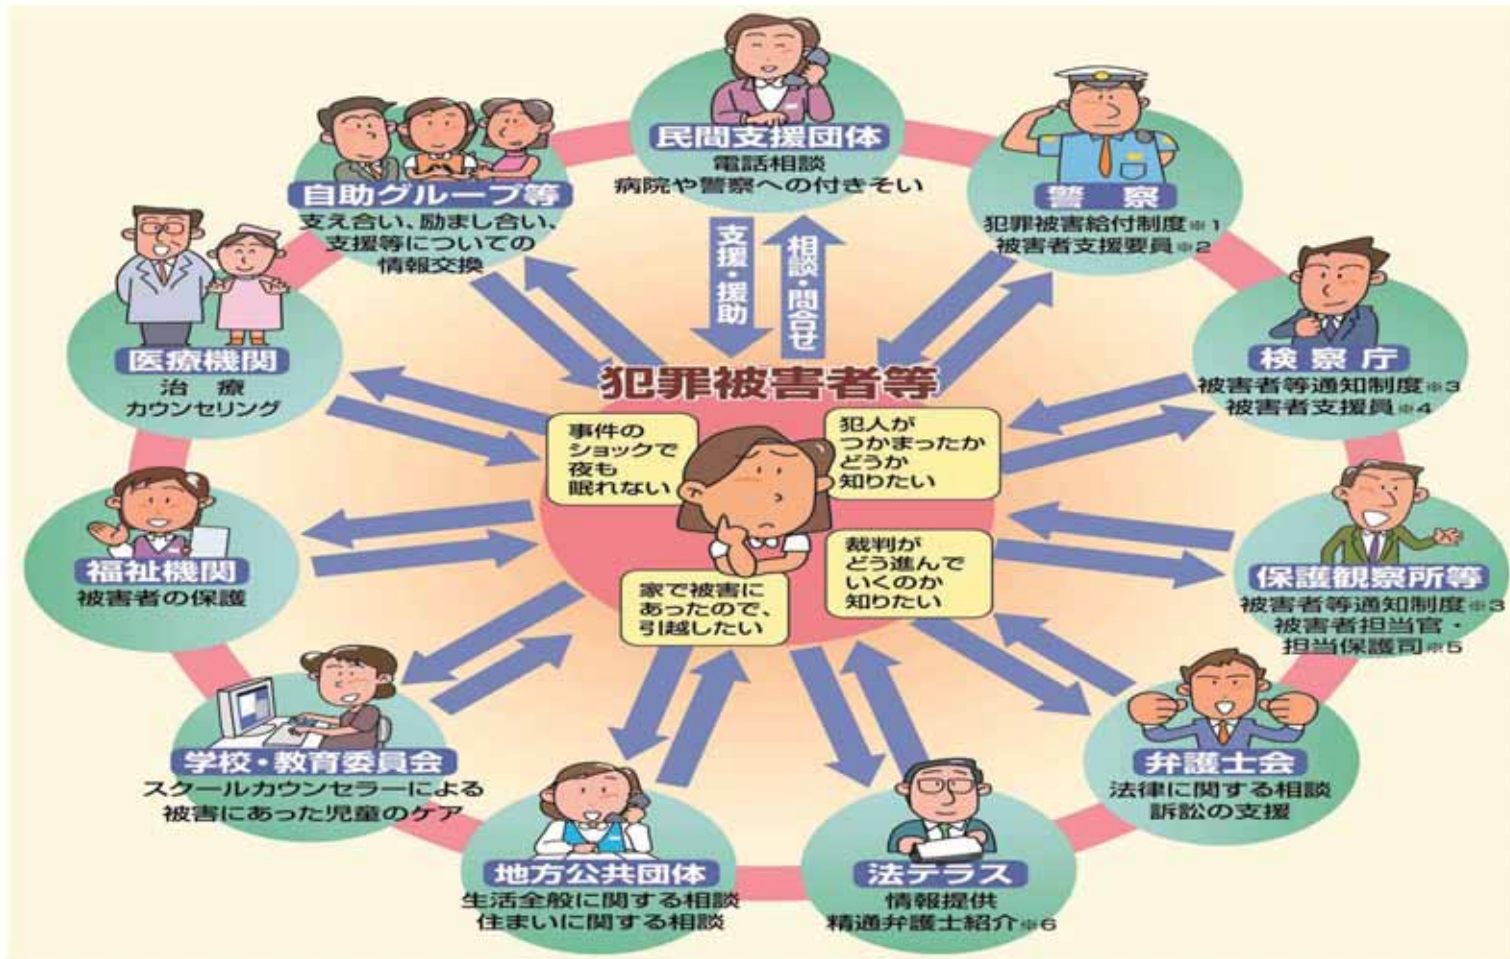 民間支援団体
電話相談
病院や警察への付きそい
警察
犯罪被害給付制度※1
被害者支援要員※2
検察庁
被害者等通知制度※3
被害者支援員※4
保護観察所等
被害者等通知制度※3
被害者担当官・
担当保護司※5
弁護士会
法律に関する相談
訴訟の支援
法テラス
情報提供
精通弁護士紹介※6
地方公共団体
生活全般に関する相談
住まいに関する相談
学校・教育委員会
スクールカウンセラーによる
被害にあった児童のケア
福祉機関
被害者の保護
医療機関
治療
カウンセリング
自助グループ等
支え合い、励まし合い、
支援等についての
情報交換
支援・援助
相談・問合せ
犯罪被害者等
事件の
ショックで
夜も
眠れない
犯人が
つかまったか
どうか
知りたい
家で被害に
あったので、
引越したい
裁判が
どう進んで
いくのか
知りたい